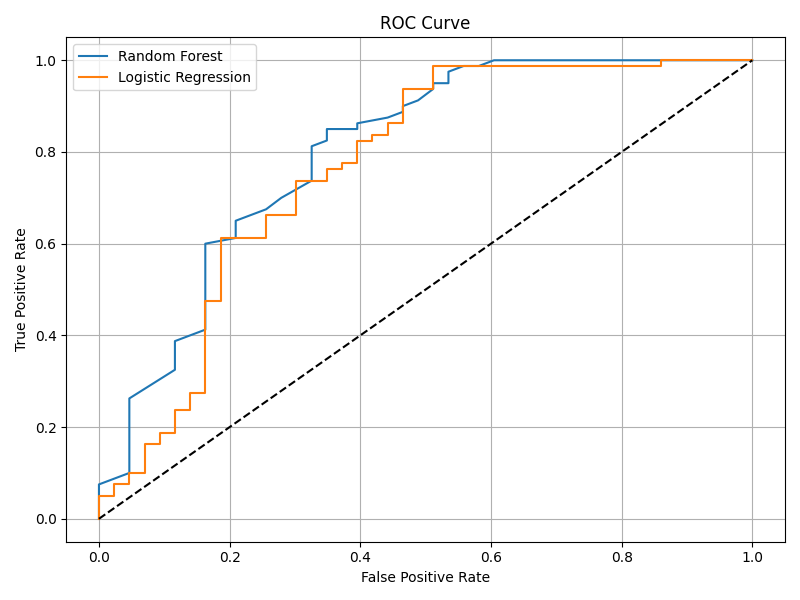 ROC Curve
Random Forest
Logistic Regression
True Positive Rate
1.0
0.8
0.6
0.4
0.2
0.0
0.0 0.2 0.4 0.6 0.8 1.0
False Positive Rate